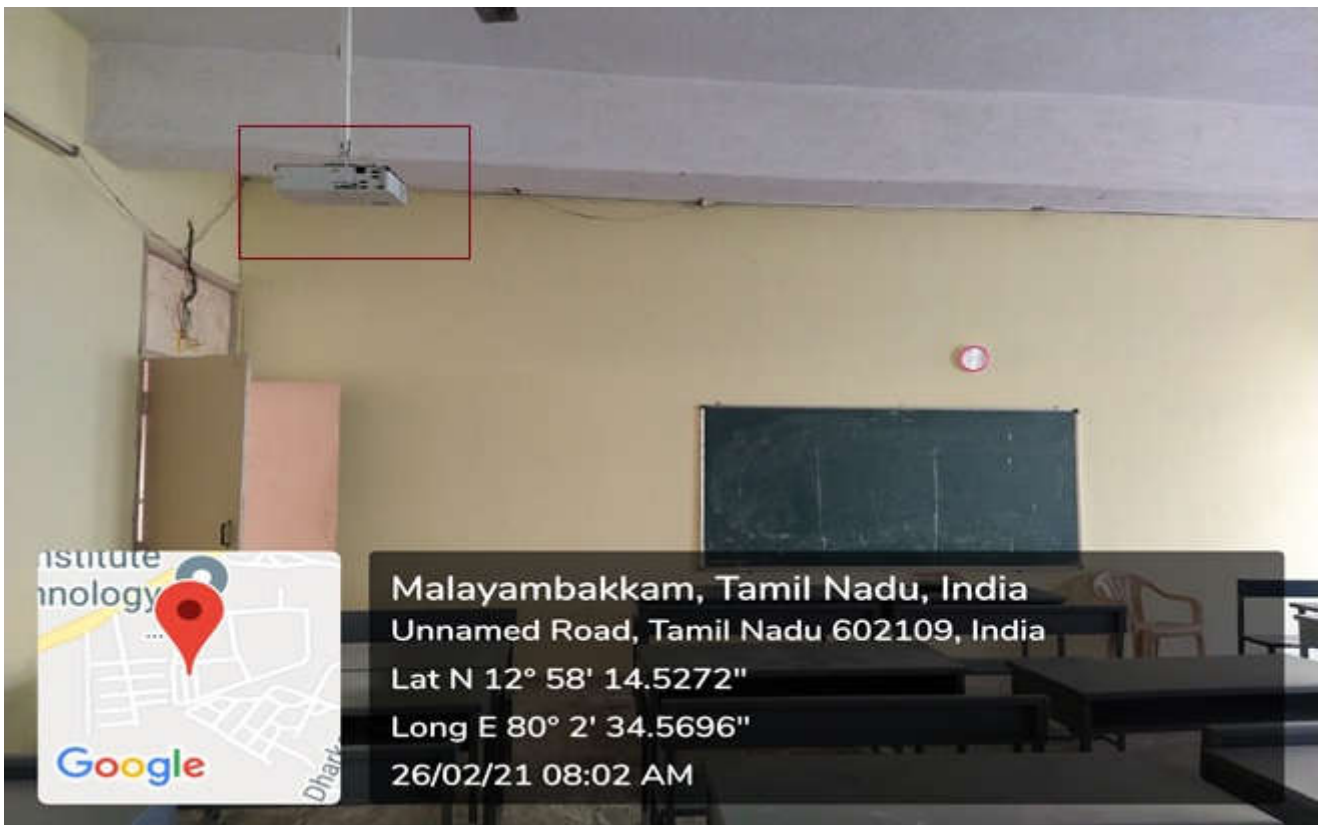 Malayambakkam, Tamil Nadu, India
Unnamed Road, Tamil Nadu 602109, India
Lat N 12° 58' 14.5272"
Long E 80° 2' 34.5696"
26/02/21 08:02 AM
nstitute
nnology
Google
Dhar